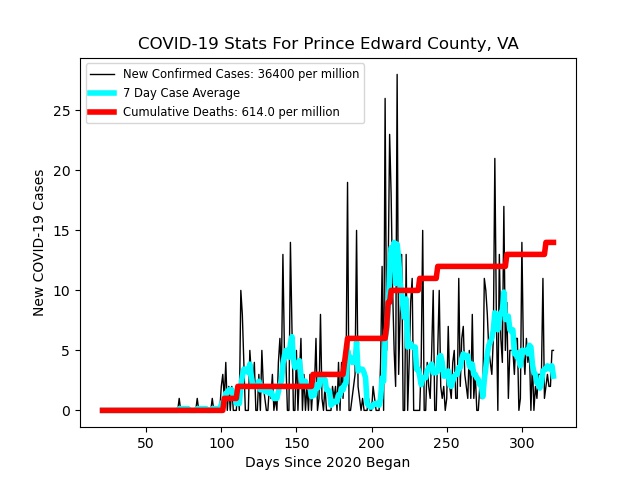 COVID-19 Stats For Prince Edward County, VA
New Confirmed Cases: 36400 per million
7 Day Case Average
Cumulative Deaths: 614.0 per million
New COVID-19 Cases
25
20
15
10
5
0
50 100 150 200 250 300
Days Since 2020 Began